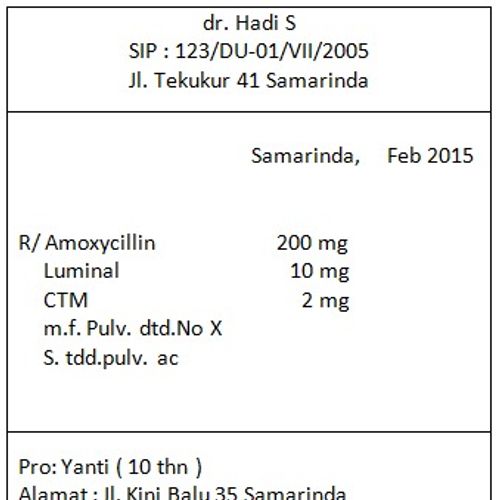 dr. Hadi S
SIP : 123/DU-01/VII/2005
Jl. Tekukur 41 Samarinda
Samarinda, Feb 2015
R/ Amoxycillin 200 mg
Luminal 10 mg
CTM 2 mg
m.f. Pulv. dtd.No X
S. tdd.pulv. ac
Pro: Yanti ( 10 thn )
Alamat : Jl. Kini Balu 35 Samarinda